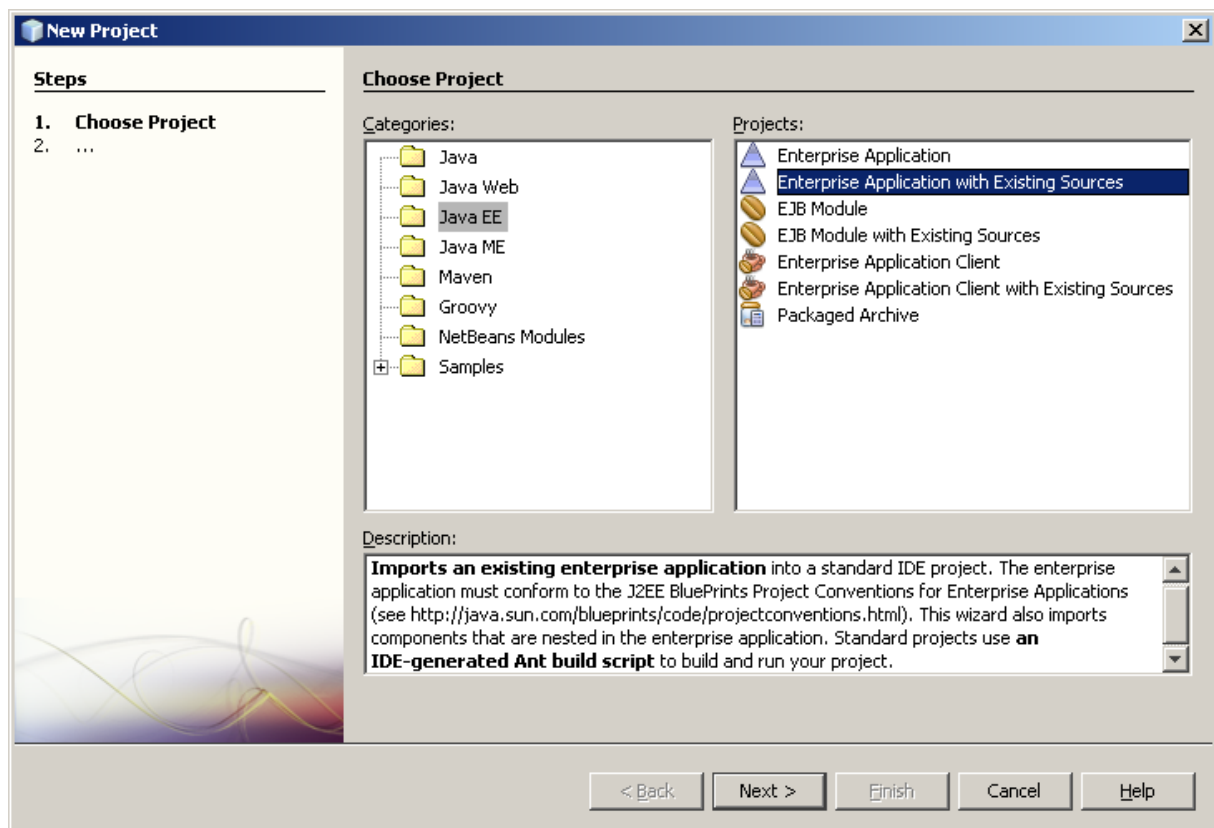 New Project
Steps
1. Choose Project
2. ...
Choose Project
Categories:
Java
Java Web
Java EE
Java ME
Maven
Groovy
NetBeans Modules
Samples
Projects:
Enterprise Application
Enterprise Application with Existing Sources
EJB Module
EJB Module with Existing Sources
Enterprise Application Client
Enterprise Application Client with Existing Sources
Packaged Archive
Description:
Imports an existing enterprise application into a standard IDE project. The enterprise
application must conform to the J2EE BluePrints Project Conventions for Enterprise Applications
(see http://java.sun.com/blueprints/code/projectconventions.html). This wizard also imports
components that are nested in the enterprise application. Standard projects use an
IDE-generated Ant build script to build and run your project.
< Back
Next >
Finish
Cancel
Help